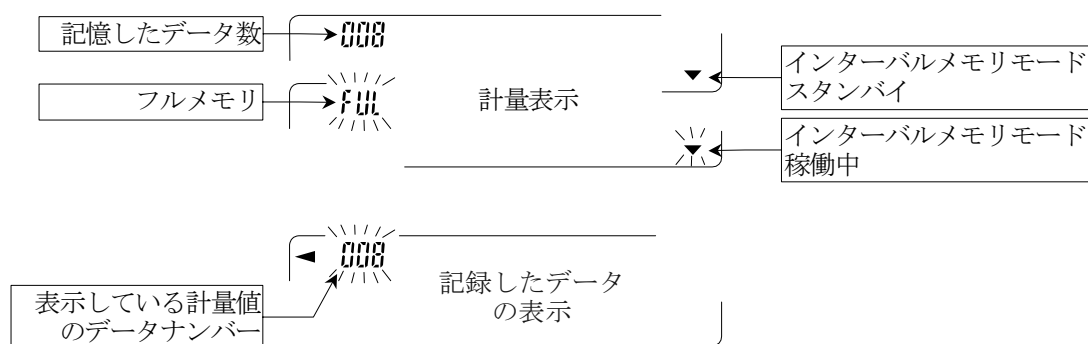 記憶したデータ数
008
フルメモリ
FUL
計量表示
インターバルメモリモード
スタンバイ
インターバルメモリモード
稼働中
008
表示している計量値
のデータナンバー
記録したデータ
の表示